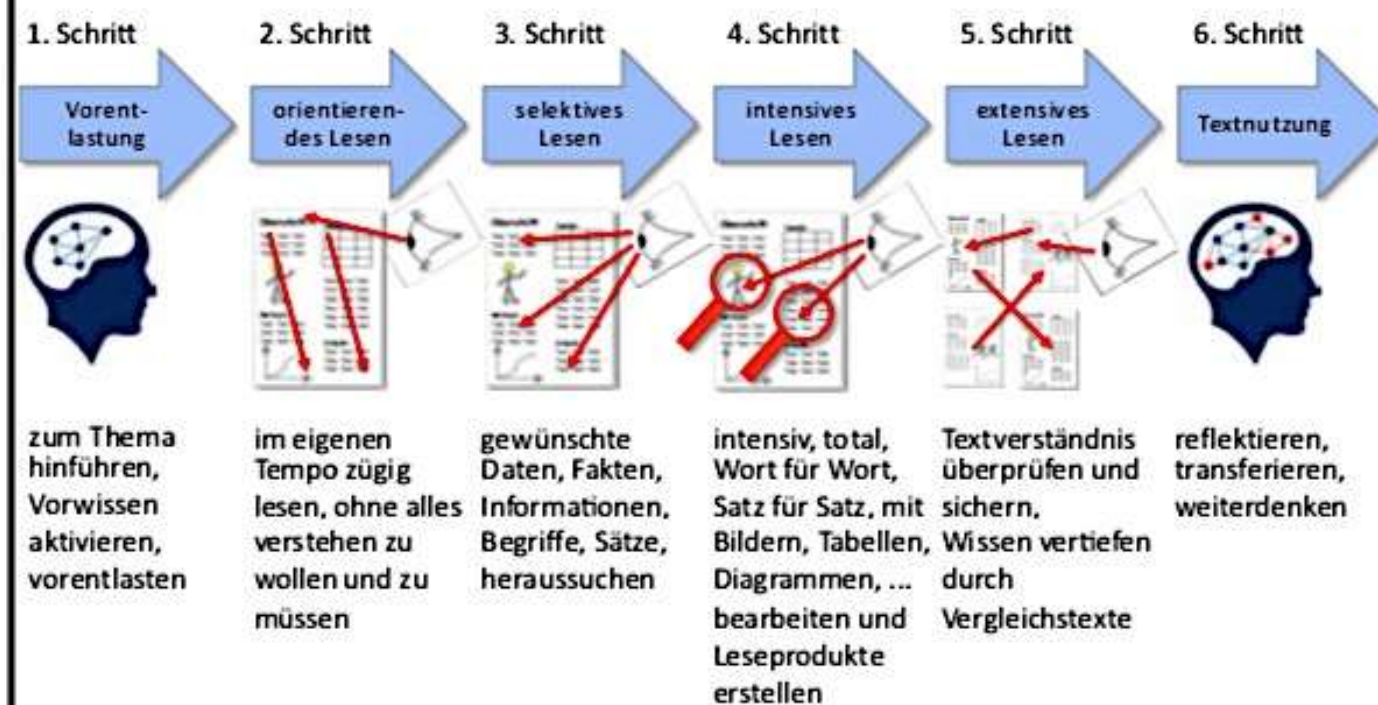 1. Schritt
Vorent-
lastung
zum Thema
hinführen,
Vorwissen
aktivieren,
vorentlasten
2. Schritt
orientieren-
des Lesen
im eigenen
Tempo zügig
lesen, ohne alles
verstehen zu
wollen und zu
müssen
3. Schritt
selektives
Lesen
gewünschte
Daten, Fakten,
Informationen,
Begriffe, Sätze,
heraussuchen
4. Schritt
intensives
Lesen
intensiv, total,
Wort für Wort,
Satz für Satz, mit
Bildern, Tabellen,
Diagrammen, ...
bearbeiten und
Leseprodukte
erstellen
5. Schritt
extensives
Lesen
Textverständnis
überprüfen und
sichern,
Wissen vertiefen
durch
Vergleichstexte
6. Schritt
Textnutzung
reflektieren,
transferieren,
weiterdenken